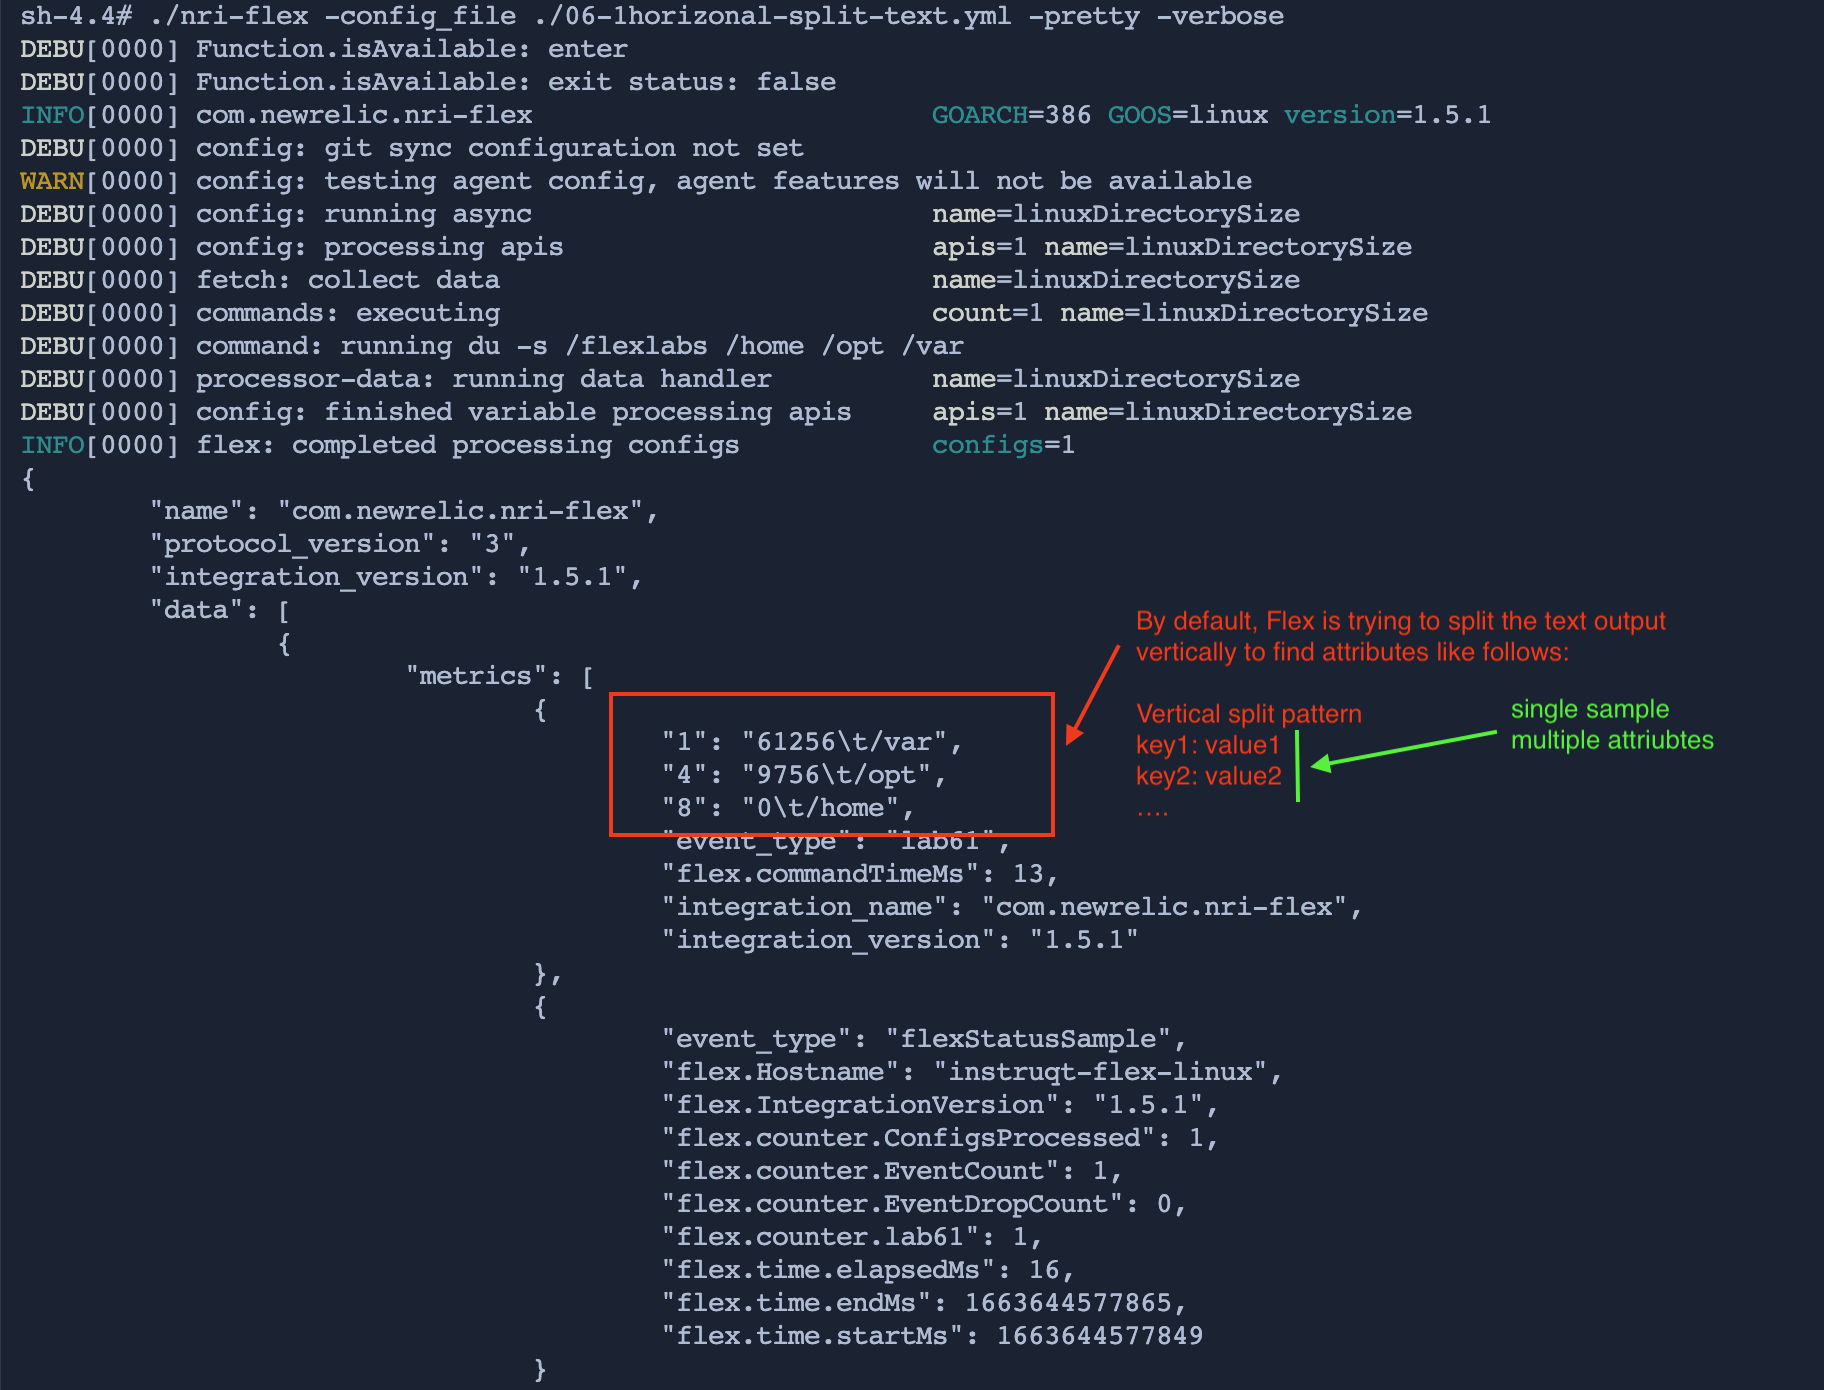 sh-4.4# ./nri-flex -config_file ./06-1horizonal-split-text.yml -pretty -verbose
DEBU[0000] Function.isAvailable: enter
DEBU[0000] Function.isAvailable: exit status: false
INFO[0000] com.newrelic.nri-flex GOARCH=386 GOOS=linux version=1.5.1
DEBU[0000] config: git sync configuration not set
WARN[0000] config: testing agent config, agent features will not be available
DEBU[0000] config: running async name=linuxDirectorySize
DEBU[0000] config: processing apis apis=1 name=linuxDirectorySize
DEBU[0000] fetch: collect data name=linuxDirectorySize
DEBU[0000] commands: executing count=1 name=linuxDirectorySize
DEBU[0000] command: running du -s /flexlabs /home /opt /var
DEBU[0000] processor-data: running data handler name=linuxDirectorySize
DEBU[0000] config: finished variable processing apis apis=1 name=linuxDirectorySize
INFO[0000] flex: completed processing configs configs=1
{
"name": "com.newrelic.nri-flex",
"protocol_version": "3",
"integration_version": "1.5.1",
"data": [
{
"metrics": [
{
"1": "61256\t/var",
"4": "9756\t/opt",
"8": "0\t/home",
"event_type": "lab61",
"flex.commandTimeMs": 13,
"integration_name": "com.newrelic.nri-flex",
"integration_version": "1.5.1"
},
{
"event_type": "flexStatusSample",
"flex.Hostname": "instruqt-flex-linux",
"flex.IntegrationVersion": "1.5.1",
"flex.counter.ConfigsProcessed": 1,
"flex.counter.EventCount": 1,
"flex.counter.EventDropCount": 0,
"flex.counter.lab61": 1,
"flex.time.elapsedMs": 16,
"flex.time.endMs": 1663644577865,
"flex.time.startMs": 1663644577849
}
By default, Flex is trying to split the text output
vertically to find attributes like follows:
Vertical split pattern
key1: value1
key2: value2
....
single sample
multiple attriubtes